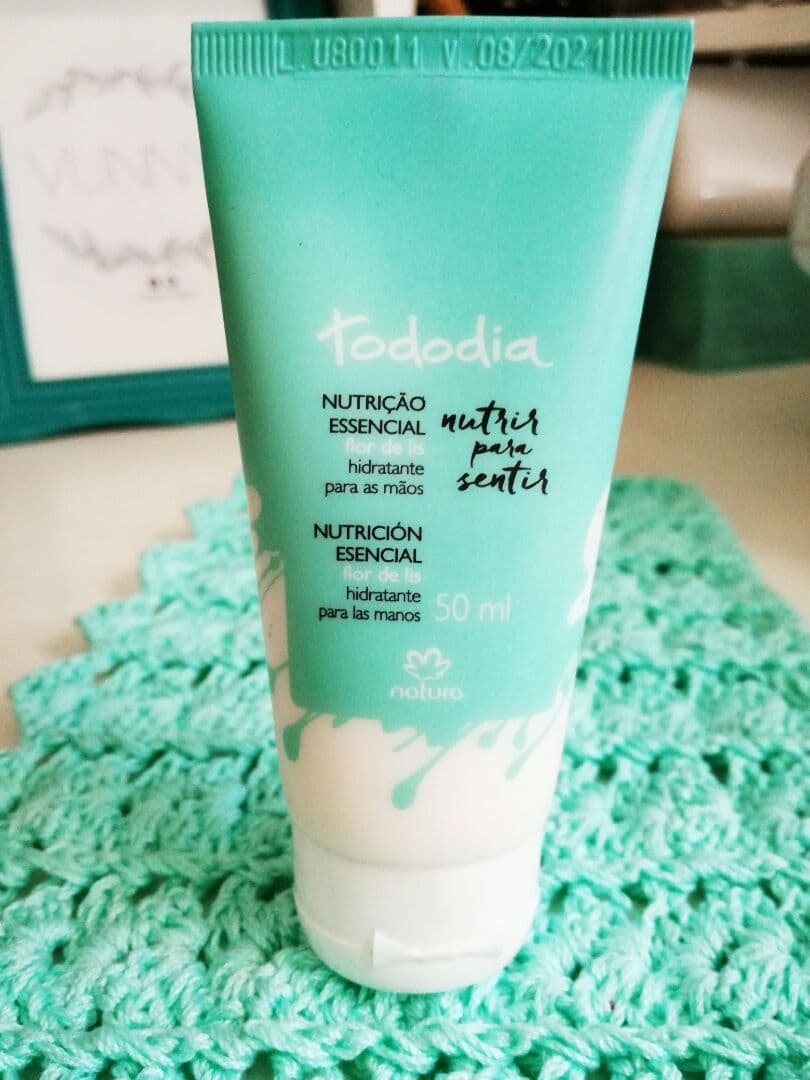 L.U80011 V.08/2021
tododia
NUTRIÇÃO
ESSENCIAL
flor de lis
hidratante
para as mãos
nutrir
para
sentir
NUTRICIÓN
ESENCIAL
flor de lis
hidratante
para las manos
50 ml
natura